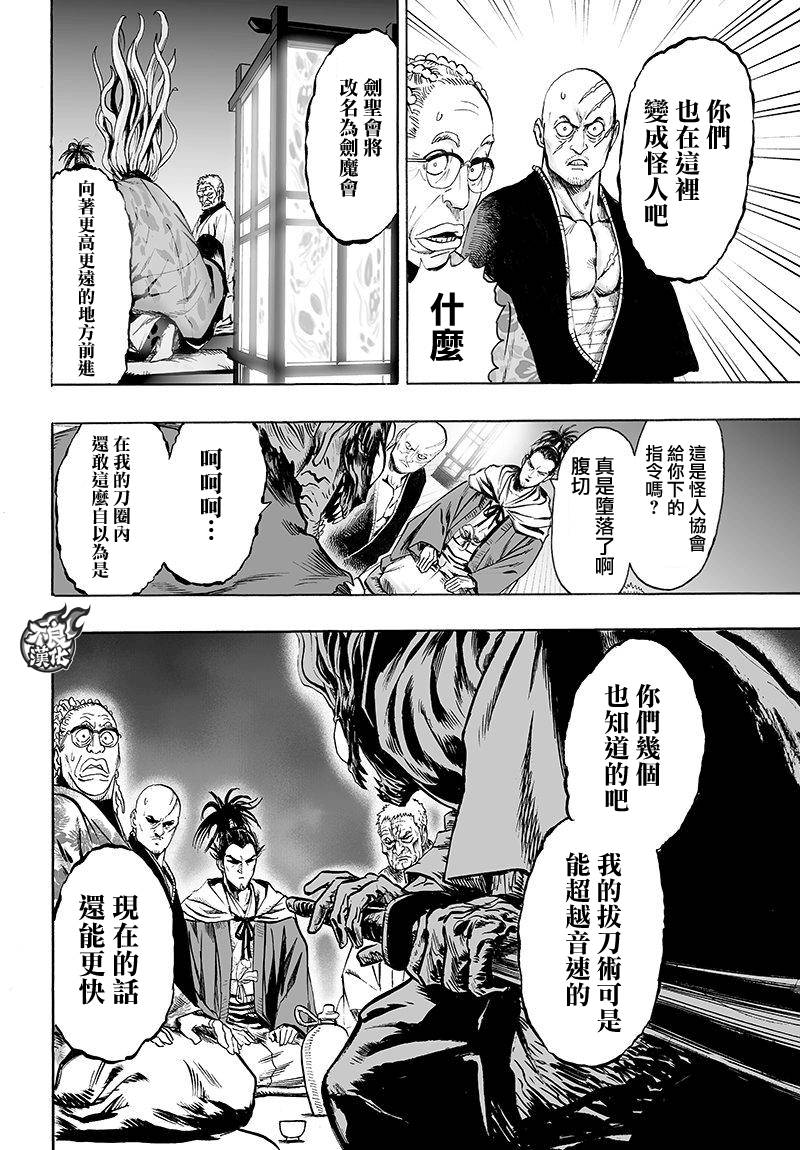 你們
也在這裡
變成怪人吧
什麼
劍聖會將
改名為劍魔會
向著更高更遠的地方前進
這是怪人協會
給你下的
指令嗎？
真是墮落了啊
腹切
呵呵呵…
在我的刀圈內
還敢這麼自以為是
你們幾個
也知道的吧
我的拔刀術可是
能超越音速的
現在的話
還能更快